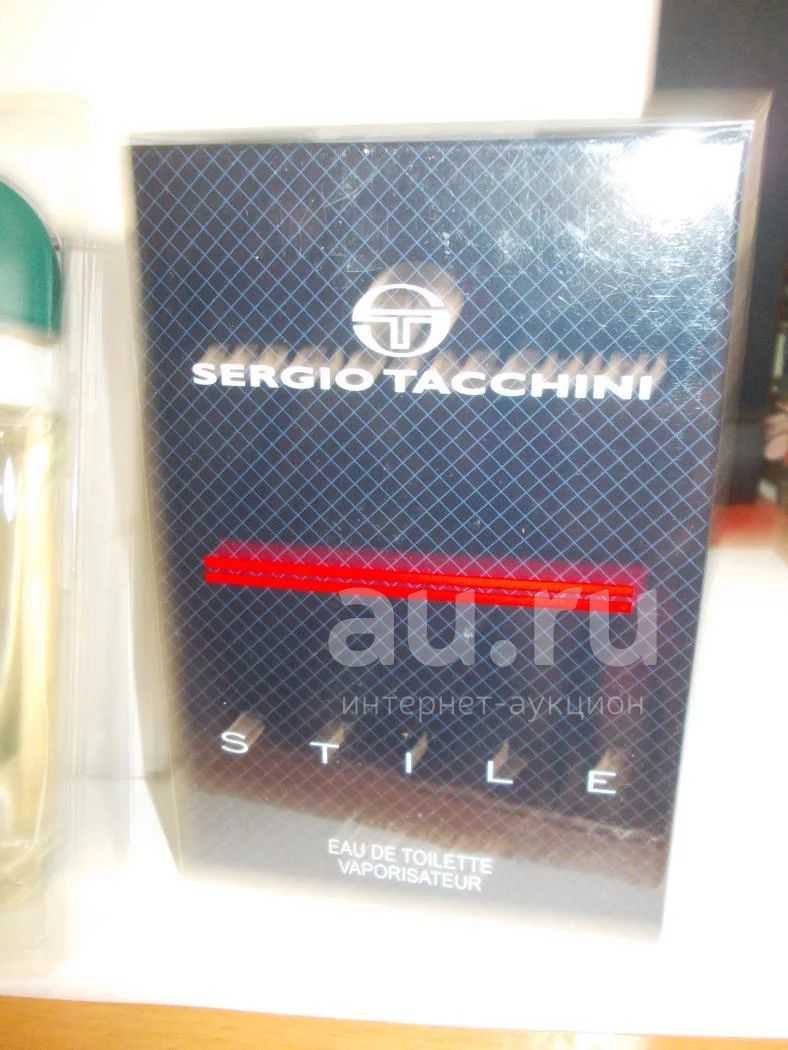 SERGIO TACCHINI
au.ru
интернет-аукцион
STILE
EAU DE TOILETTE
VAPORISATEUR